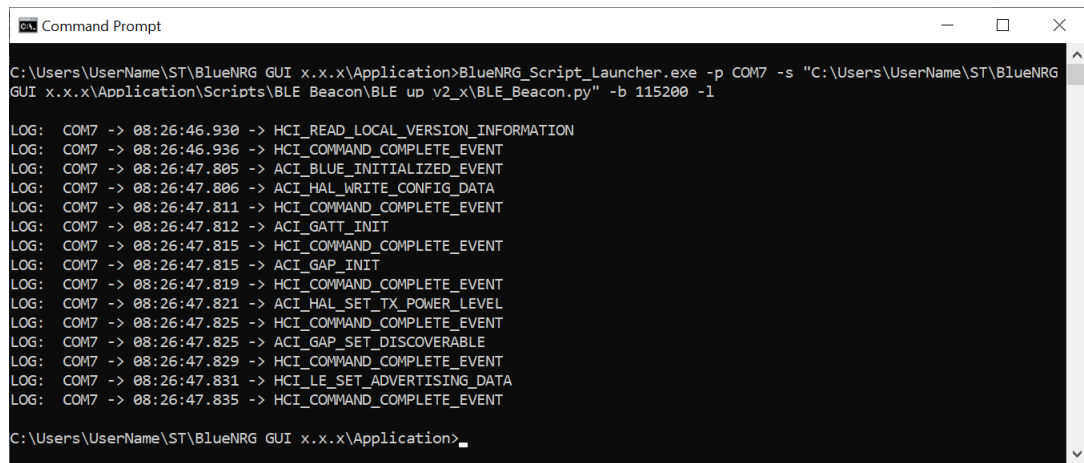 Command Prompt
C:\Users\UserName\ST\BlueNRG GUI x.x.x\Application>BlueNRG_Script_Launcher.exe -p COM7 -s "C:\Users\UserName\ST\BlueNRG
GUI x.x.x\Application\Scripts\BLE Beacon\BLE up v2_x\BLE_Beacon.py" -b 115200 -l
LOG:  COM7 -> 08:26:46.930 -> HCI_READ_LOCAL_VERSION_INFORMATION
LOG:  COM7 -> 08:26:46.936 -> HCI_COMMAND_COMPLETE_EVENT
LOG:  COM7 -> 08:26:47.805 -> ACI_BLUE_INITIALIZED_EVENT
LOG:  COM7 -> 08:26:47.806 -> ACI_HAL_WRITE_CONFIG_DATA
LOG:  COM7 -> 08:26:47.811 -> HCI_COMMAND_COMPLETE_EVENT
LOG:  COM7 -> 08:26:47.812 -> ACI_GATT_INIT
LOG:  COM7 -> 08:26:47.815 -> HCI_COMMAND_COMPLETE_EVENT
LOG:  COM7 -> 08:26:47.815 -> ACI_GAP_INIT
LOG:  COM7 -> 08:26:47.819 -> HCI_COMMAND_COMPLETE_EVENT
LOG:  COM7 -> 08:26:47.821 -> ACI_HAL_SET_TX_POWER_LEVEL
LOG:  COM7 -> 08:26:47.825 -> HCI_COMMAND_COMPLETE_EVENT
LOG:  COM7 -> 08:26:47.825 -> ACI_GAP_SET_DISCOVERABLE
LOG:  COM7 -> 08:26:47.829 -> HCI_COMMAND_COMPLETE_EVENT
LOG:  COM7 -> 08:26:47.831 -> HCI_LE_SET_ADVERTISING_DATA
LOG:  COM7 -> 08:26:47.835 -> HCI_COMMAND_COMPLETE_EVENT
C:\Users\UserName\ST\BlueNRG GUI x.x.x\Application>